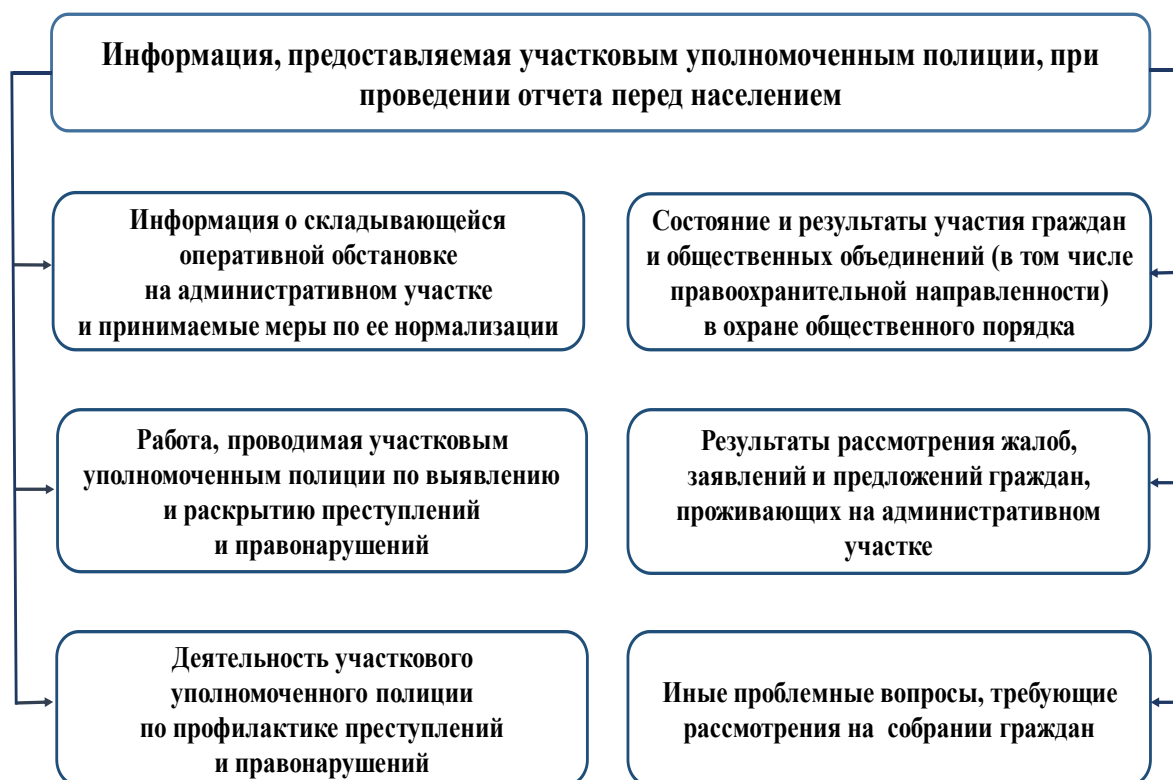 Информация, предоставляемая участковым уполномоченным полиции, при
проведении отчета перед населением
Информация о складывающейся
оперативной обстановке
на административном участке
и принимаемые меры по ее нормализации
Работа, проводимая участковым
уполномоченным полиции по выявлению
и раскрытию преступлений
и правонарушений
Деятельность участкового
уполномоченного полиции
по профилактике преступлений
и правонарушений
Состояние и результаты участия граждан
и общественных объединений (в том числе
правоохранительной направленности)
в охране общественного порядка
Результаты рассмотрения жалоб,
заявлений и предложений граждан,
проживающих на административном
участке
Иные проблемные вопросы, требующие
рассмотрения на собрании граждан